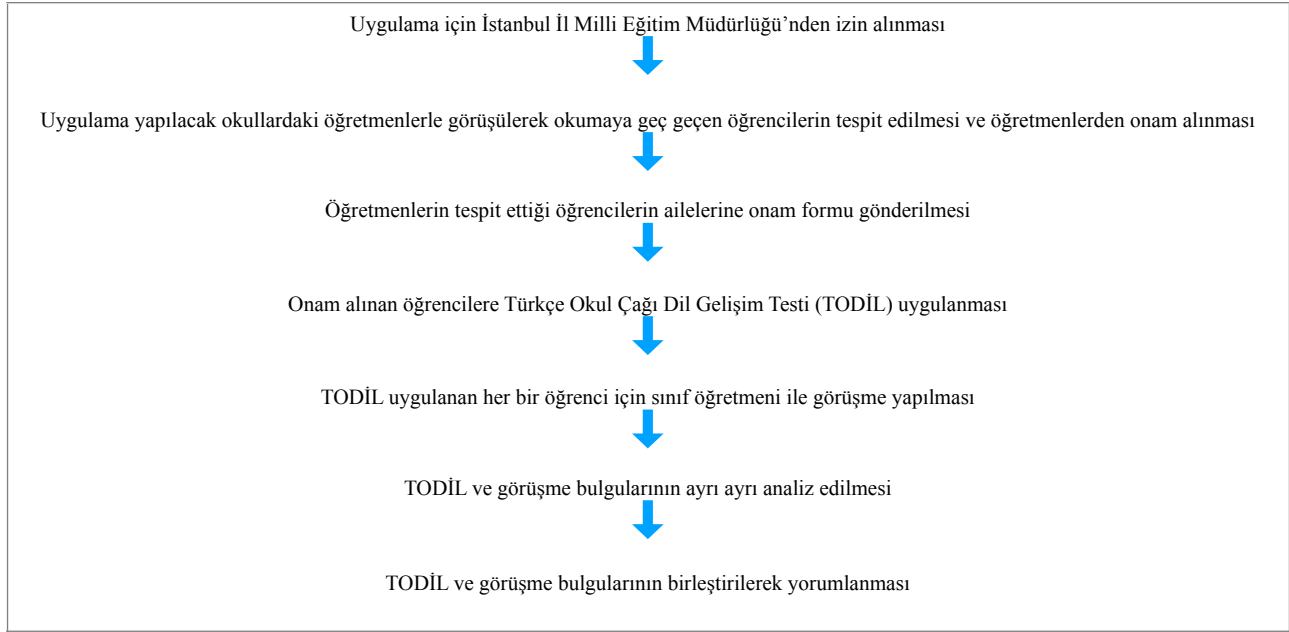 Uygulama için İstanbul İl Milli Eğitim Müdürlüğü’nden izin alınması
Uygulama yapılacak okullardaki öğretmenlerle görüşülerek okumaya geç geçen öğrencilerin tespit edilmesi ve öğretmenlerden onam alınması
Öğretmenlerin tespit ettiği öğrencilerin ailelerine onam formu gönderilmesi
Onam alınan öğrencilere Türkçe Okul Çağı Dil Gelişim Testi (TODİL) uygulanması
TODİL uygulanan her bir öğrenci için sınıf öğretmeni ile görüşme yapılması
TODİL ve görüşme bulgularının ayrı ayrı analiz edilmesi
TODİL ve görüşme bulgularının birleştirilerek yorumlanması